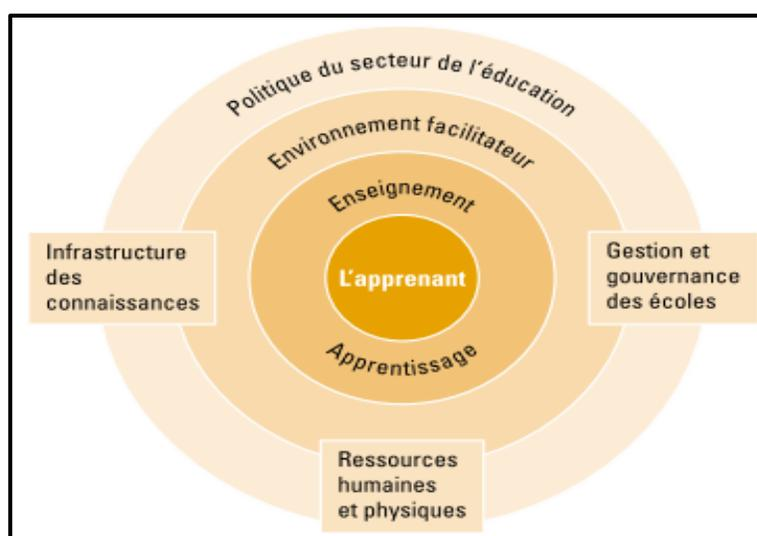 Politique du secteur de l'éducation
Environnement facilitateur
Enseignement
L'apprenant
Apprentissage
Infrastructure
des
connaissances
Gestion et
gouvernance
des écoles
Ressources
humaines
et physiques